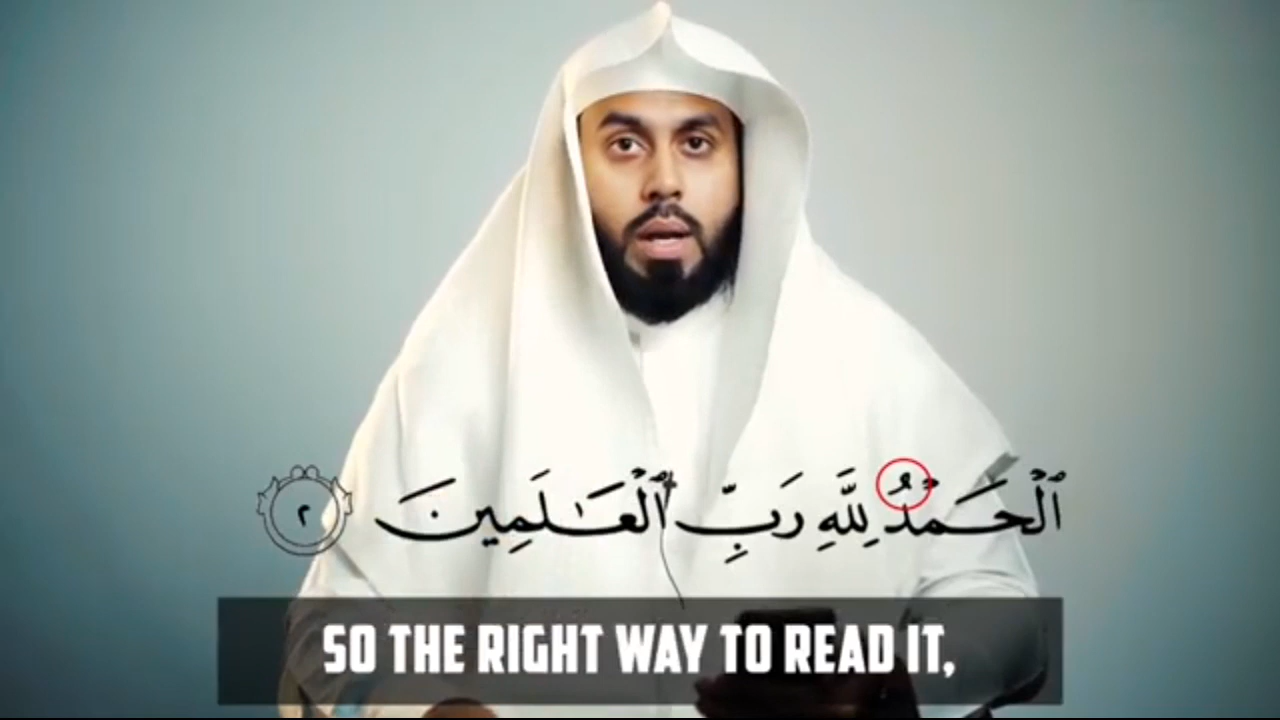 ٱلْحَمْدُ لِلَّهِ رَبِّ ٱلْعَـٰلَمِينَ ٢
SO THE RIGHT WAY TO READ IT,